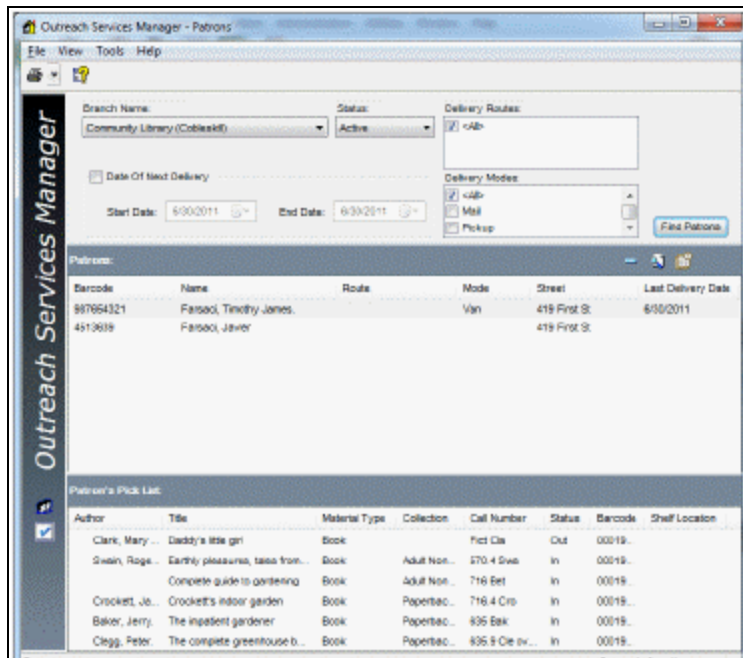 Outreach Services Manager - Patrons
File View Tools Help
Outreach Services Manager
Branch Name:
Status:
Delivery Routes:
Community Library (Cobleskill)
Active
<All>
Date Of Next Delivery
Delivery Modes:
<All>
Start Date: 6/30/2011 End Date: 6/30/2011
Mail
Pickup
Find Patrons
Patrons:
Barcode Name Route Mode Street Last Delivery Date
987654321 Farsaci, Timothy James. Van 419 First St. 6/30/2011
4513639 Farsaci, Javier 419 First St.
Patron's Pick List:
Author Title Material Type Collection Call Number Status Barcode Shelf Location
Clark, Mary ... Daddy's little girl Book Fict Cla Out 00019...
Swain, Roge... Earthly pleasures, tales from... Book Adult Non... 570.4 Swa In 00019...
Complete guide to gardening Book Adult Non... 716 Bet In 00019...
Crockett, Ja... Crockett's indoor garden Book Paperbac... 716.4 Cro In 00019...
Baker, Jerry. The impatient gardener Book Paperbac... 635 Bak In 00019...
Clegg, Peter. The complete greenhouse b... Book Paperbac... 635.9 Cle ov... In 00019...